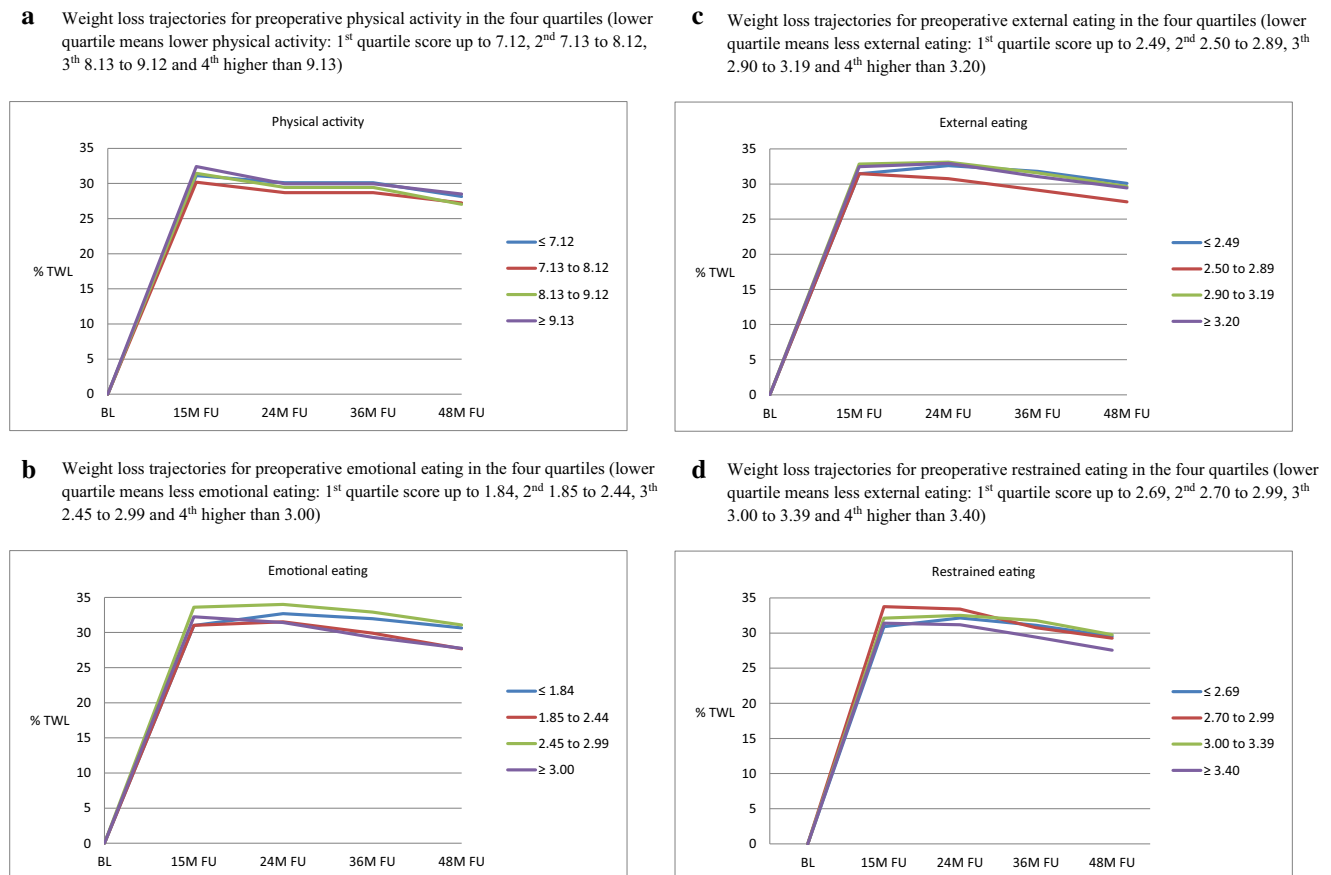 a Weight loss trajectories for preoperative physical activity in the four quartiles (lower
quartile means lower physical activity: 1st quartile score up to 7.12, 2nd 7.13 to 8.12,
3th 8.13 to 9.12 and 4th higher than 9.13)
Physical activity
35
30
25
20
15
10
5
0
% TWL
BL 15M FU 24M FU 36M FU 48M FU
≤ 7.12
7.13 to 8.12
8.13 to 9.12
≥ 9.13
b Weight loss trajectories for preoperative emotional eating in the four quartiles (lower
quartile means less emotional eating: 1st quartile score up to 1.84, 2nd 1.85 to 2.44, 3th
2.45 to 2.99 and 4th higher than 3.00)
Emotional eating
35
30
25
20
15
10
5
0
% TWL
BL 15M FU 24M FU 36M FU 48M FU
≤ 1.84
1.85 to 2.44
2.45 to 2.99
≥ 3.00
c Weight loss trajectories for preoperative external eating in the four quartiles (lower
quartile means less external eating: 1st quartile score up to 2.49, 2nd 2.50 to 2.89, 3th
2.90 to 3.19 and 4th higher than 3.20)
External eating
35
30
25
20
15
10
5
0
% TWL
BL 15M FU 24M FU 36M FU 48M FU
≤ 2.49
2.50 to 2.89
2.90 to 3.19
≥ 3.20
d Weight loss trajectories for preoperative restrained eating in the four quartiles (lower
quartile means less external eating: 1st quartile score up to 2.69, 2nd 2.70 to 2.99, 3th
3.00 to 3.39 and 4th higher than 3.40)
Restrained eating
35
30
25
20
15
10
5
0
% TWL
BL 15M FU 24M FU 36M FU 48M FU
≤ 2.69
2.70 to 2.99
3.00 to 3.39
≥ 3.40